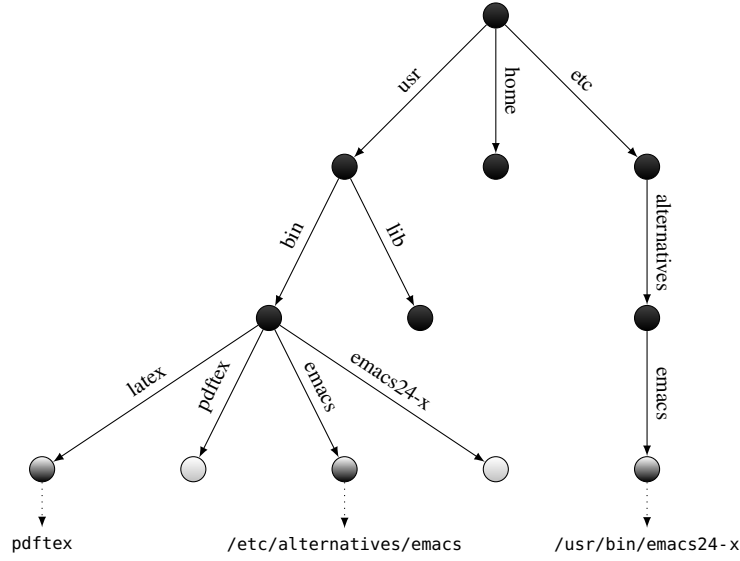 usr
home
etc
bin
lib
alternatives
latex
pdftex
emacs
emacs24-x
emacs
pdftex
/etc/alternatives/emacs
/usr/bin/emacs24-x